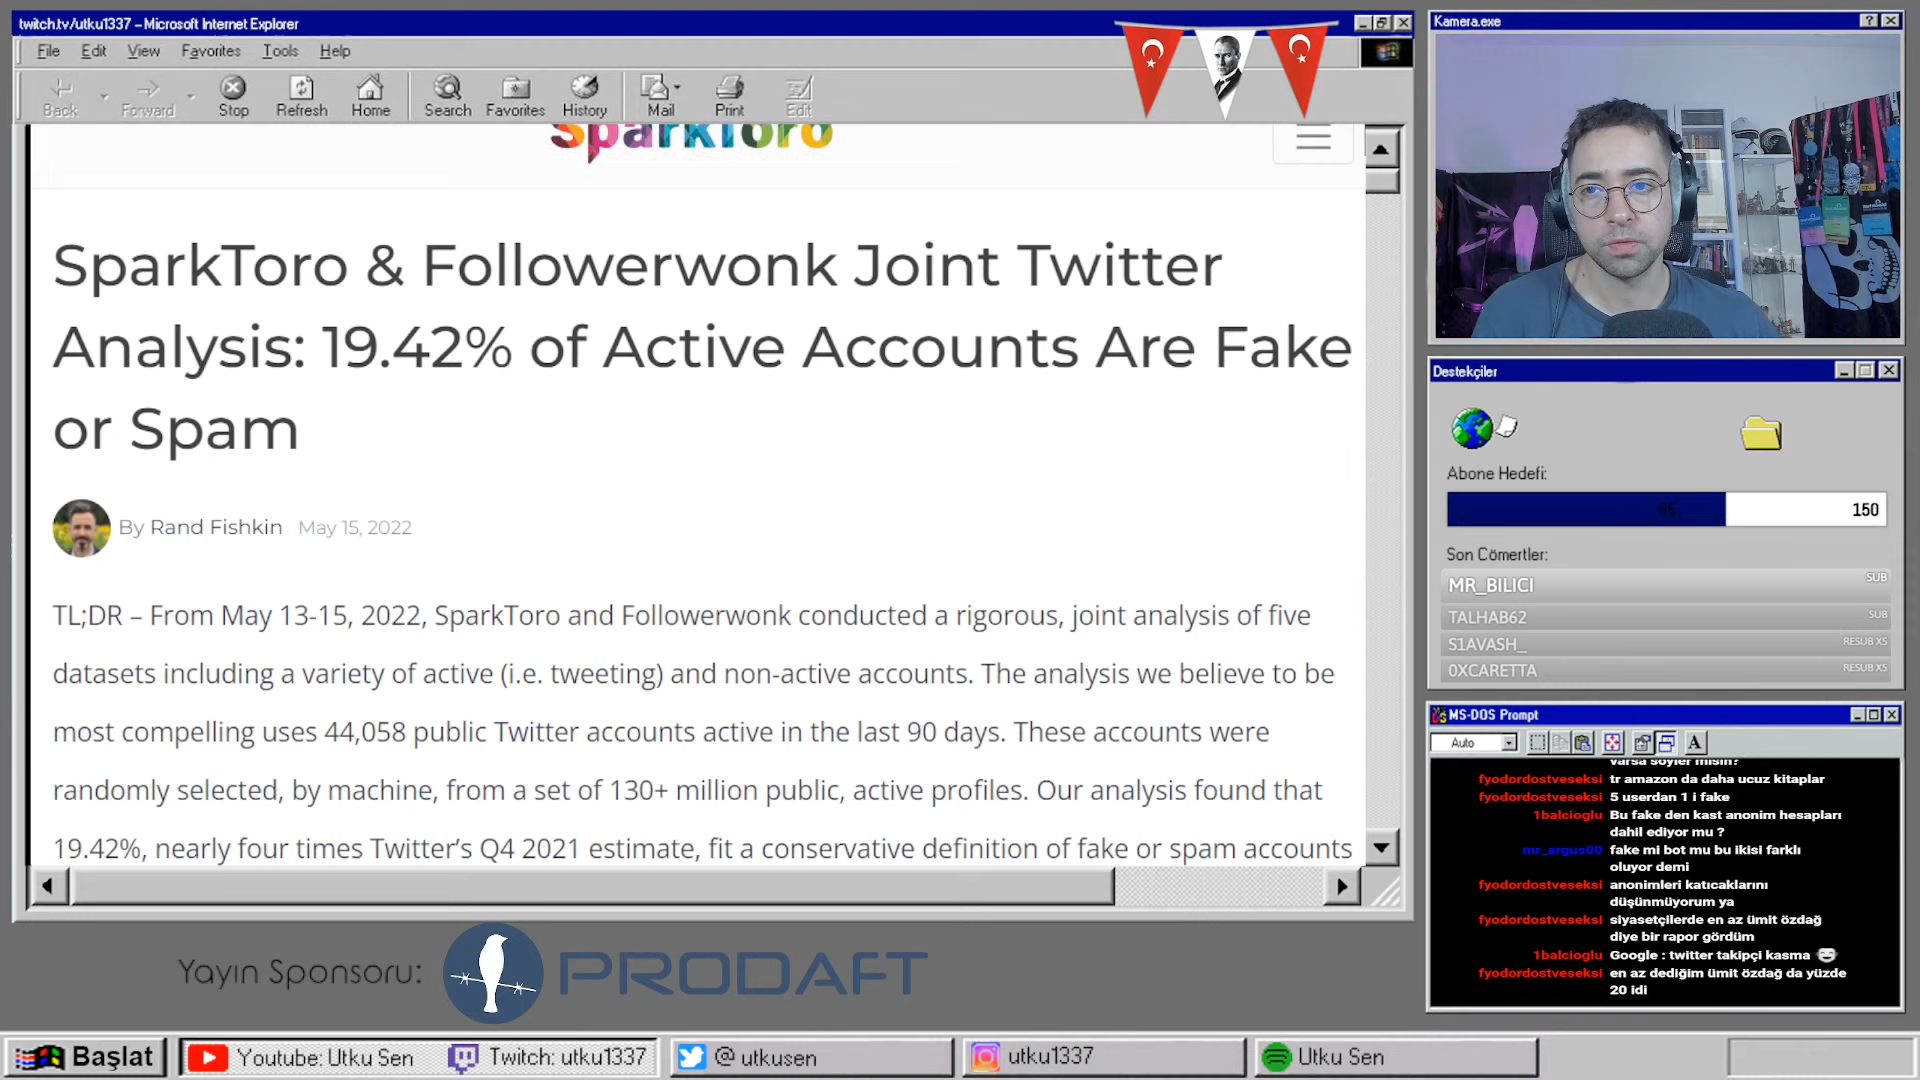 twitch.tv/utku1337 – Microsoft Internet Explorer
File Edit View Favorites Tools Help
Back Forward Stop Refresh Home Search Favorites History Mail Print Edit
SparkToro
SparkToro & Followerwonk Joint Twitter
Analysis: 19.42% of Active Accounts Are Fake
or Spam
By Rand Fishkin May 15, 2022
TL;DR – From May 13-15, 2022, SparkToro and Followerwonk conducted a rigorous, joint analysis of five
datasets including a variety of active (i.e. tweeting) and non-active accounts. The analysis we believe to be
most compelling uses 44,058 public Twitter accounts active in the last 90 days. These accounts were
randomly selected, by machine, from a set of 130+ million public, active profiles. Our analysis found that
19.42%, nearly four times Twitter’s Q4 2021 estimate, fit a conservative definition of fake or spam accounts
Yayın Sponsoru: PRODAFT
Kamera.exe
Destekçiler
Abone Hedefi:
150
Son Cömertler:
MR_BILICI SUB
TALHAB62 SUB
S1AVASH_ RESUB X5
0XCARETTA RESUB X5
MS-DOS Prompt
Auto
varsa söyler misin?
fyodordostveseksi tr amazon da daha ucuz kitaplar
fyodordostveseksi 5 userdan 1 i fake
1balcioglu Bu fake den kast anonim hesapları
dahil ediyor mu ?
mr_argus00 fake mi bot mu bu ikisi farklı
oluyor demi
fyodordostveseksi anonimleri katıcaklarını
düşünmüyorum ya
fyodordostveseksi siyasetçilerde en az ümit özdağ
diye bir rapor gördüm
1balcioglu Google : twitter takipçi kasma
fyodordostveseksi en az dediğim ümit özdağ da yüzde
20 idi
Başlat Youtube: Utku Sen Twitch: utku1337 @utkusen utku1337 Utku Sen